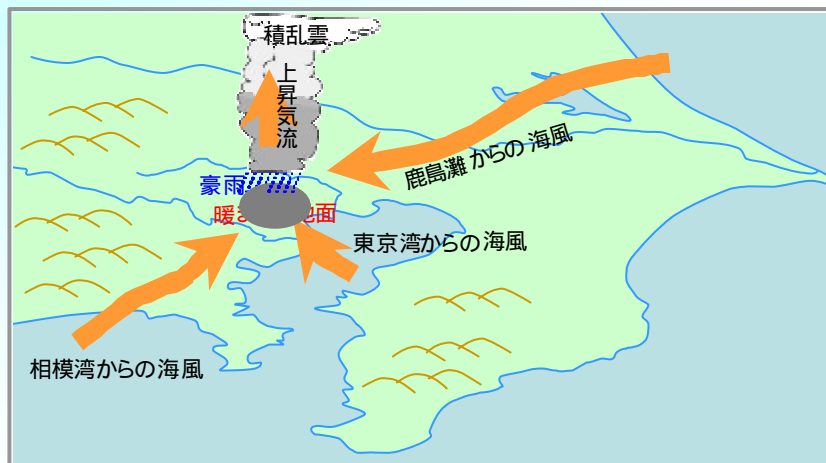 積乱雲
上昇気流
鹿島灘からの海風
豪雨
暖
地面
東京湾からの海風
相模湾からの海風